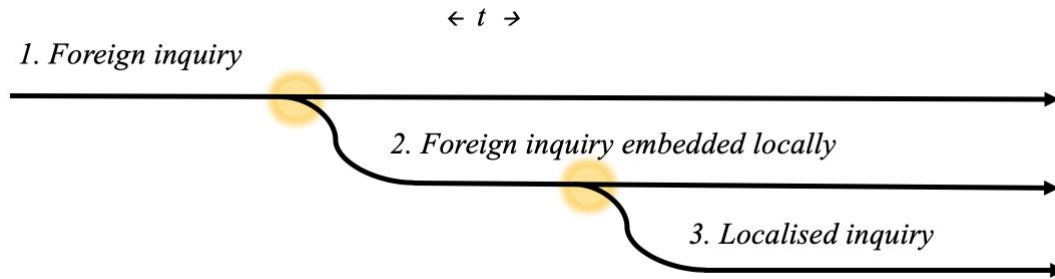 ← t →
1. Foreign inquiry
2. Foreign inquiry embedded locally
3. Localised inquiry